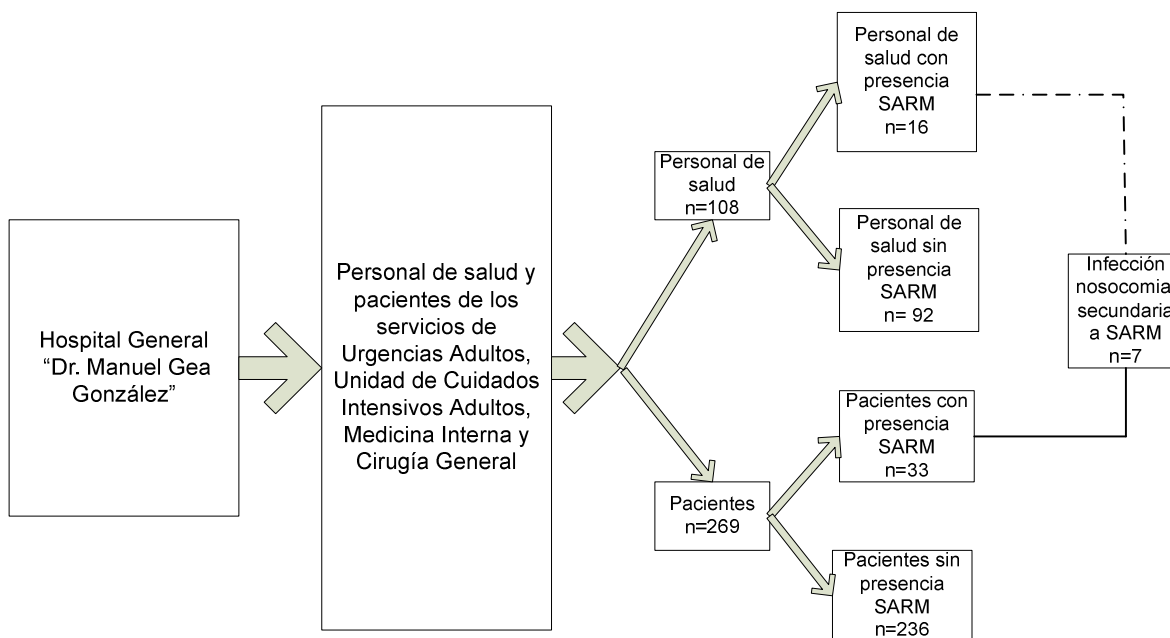 Hospital General
“Dr. Manuel Gea
González”
Personal de salud y
pacientes de los
servicios de
Urgencias Adultos,
Unidad de Cuidados
Intensivos Adultos,
Medicina Interna y
Cirugía General
Personal de
salud
n=108
Pacientes
n=269
Personal de
salud con
presencia
SARM
n=16
Personal de
salud sin
presencia
SARM
n= 92
Pacientes con
presencia
SARM
n=33
Pacientes sin
presencia
SARM
n=236
Infección
nosocomia
secundaria
a SARM
n=7